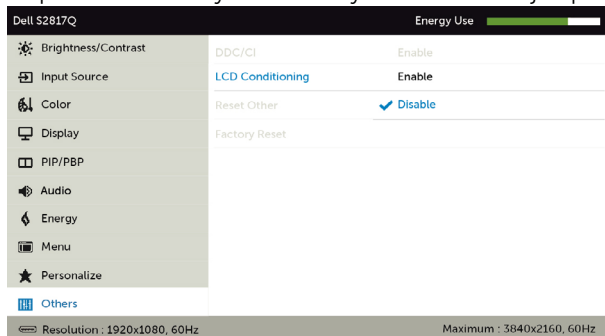 Dell S2817Q Energy Use
Brightness/Contrast DDC/CI Enable
Input Source LCD Conditioning Enable
Color Reset Other Disable
Display Factory Reset
PIP/PBP
Audio
Energy
Menu
Personalize
Others
Resolution : 1920x1080, 60Hz Maximum : 3840x2160, 60Hz